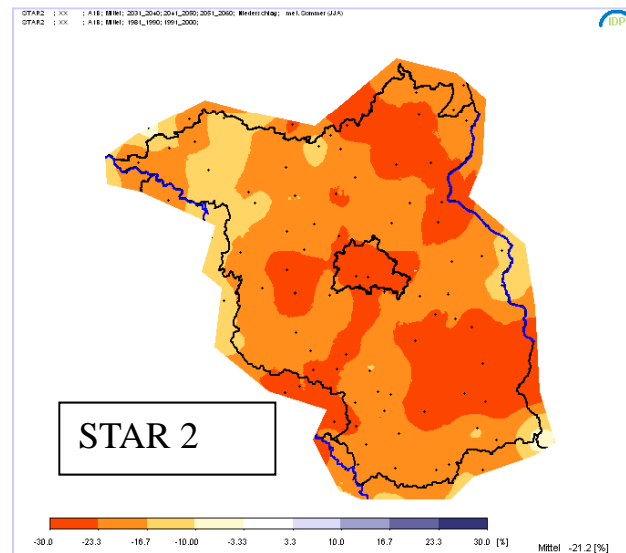 STAR2 ; XX ; A1B; Mittel; 2031_2040; 2041_2050; 2051_2060; Niederschlag; met. Sommer (JJA)
STAR2 ; XX ; A1B; Mittel; 1981_1990; 1991_2000;
IDP
STAR 2
-30.0 -23.3 -16.7 -10.00 -3.33 3.3 10.0 16.7 23.3 30.0 [%]
Mittel -21.2 [%]